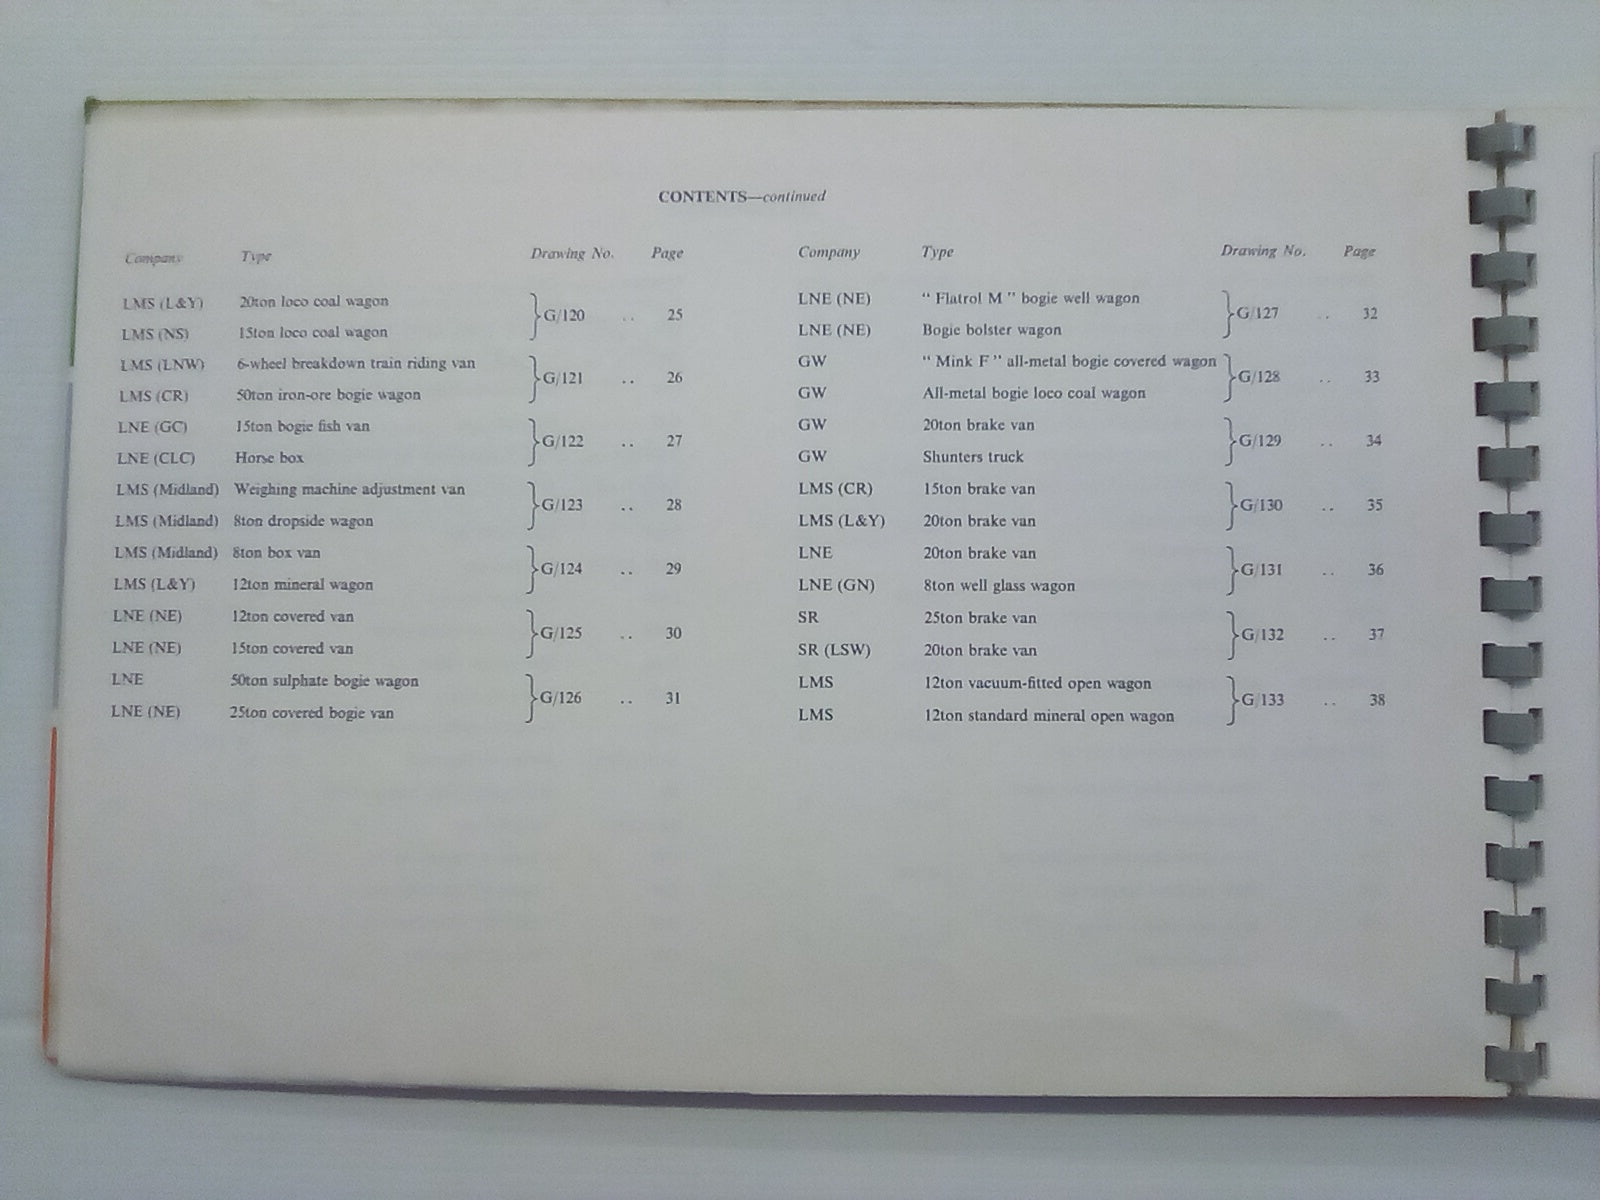 CONTENTS—continued
Company Type Drawing No. Page
LMS (L&Y) 20ton loco coal wagon
LMS (NS) 15ton loco coal wagon
} G/120 .. 25
LMS (LNW) 6-wheel breakdown train riding van
LMS (CR) 50ton iron-ore bogie wagon
} G/121 .. 26
LNE (GC) 15ton bogie fish van
LNE (CLC) Horse box
} G/122 .. 27
LMS (Midland) Weighing machine adjustment van
LMS (Midland) 8ton dropside wagon
} G/123 .. 28
LMS (Midland) 8ton box van
LMS (L&Y) 12ton mineral wagon
} G/124 .. 29
LNE (NE) 12ton covered van
LNE (NE) 15ton covered van
} G/125 .. 30
LNE 50ton sulphate bogie wagon
LNE (NE) 25ton covered bogie van
} G/126 .. 31
Company Type Drawing No. Page
LNE (NE) “ Flatrol M ” bogie well wagon
LNE (NE) Bogie bolster wagon
} G/127 .. 32
GW “ Mink F ” all-metal bogie covered wagon
GW All-metal bogie loco coal wagon
} G/128 .. 33
GW 20ton brake van
GW Shunters truck
} G/129 .. 34
LMS (CR) 15ton brake van
LMS (L&Y) 20ton brake van
} G/130 .. 35
LNE 20ton brake van
LNE (GN) 8ton well glass wagon
} G/131 .. 36
SR 25ton brake van
SR (LSW) 20ton brake van
} G/132 .. 37
LMS 12ton vacuum-fitted open wagon
LMS 12ton standard mineral open wagon
} G/133 .. 38